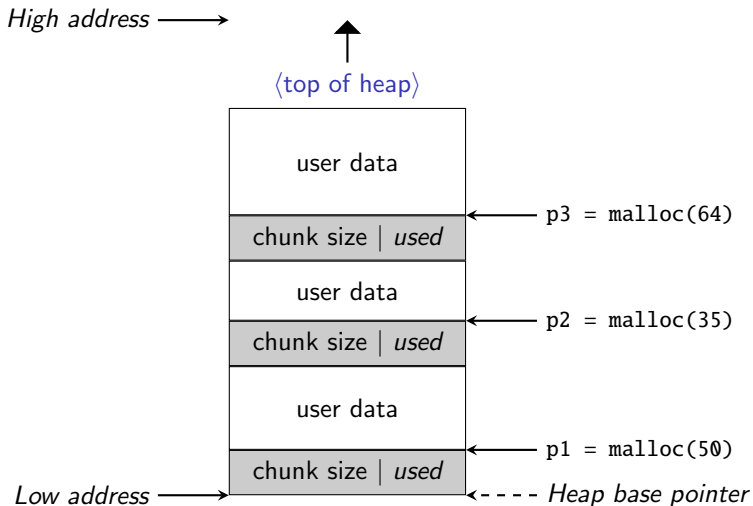 High address
⟨top of heap⟩
user data
p3 = malloc(64)
chunk size | used
user data
p2 = malloc(35)
chunk size | used
user data
p1 = malloc(50)
chunk size | used
Low address
Heap base pointer